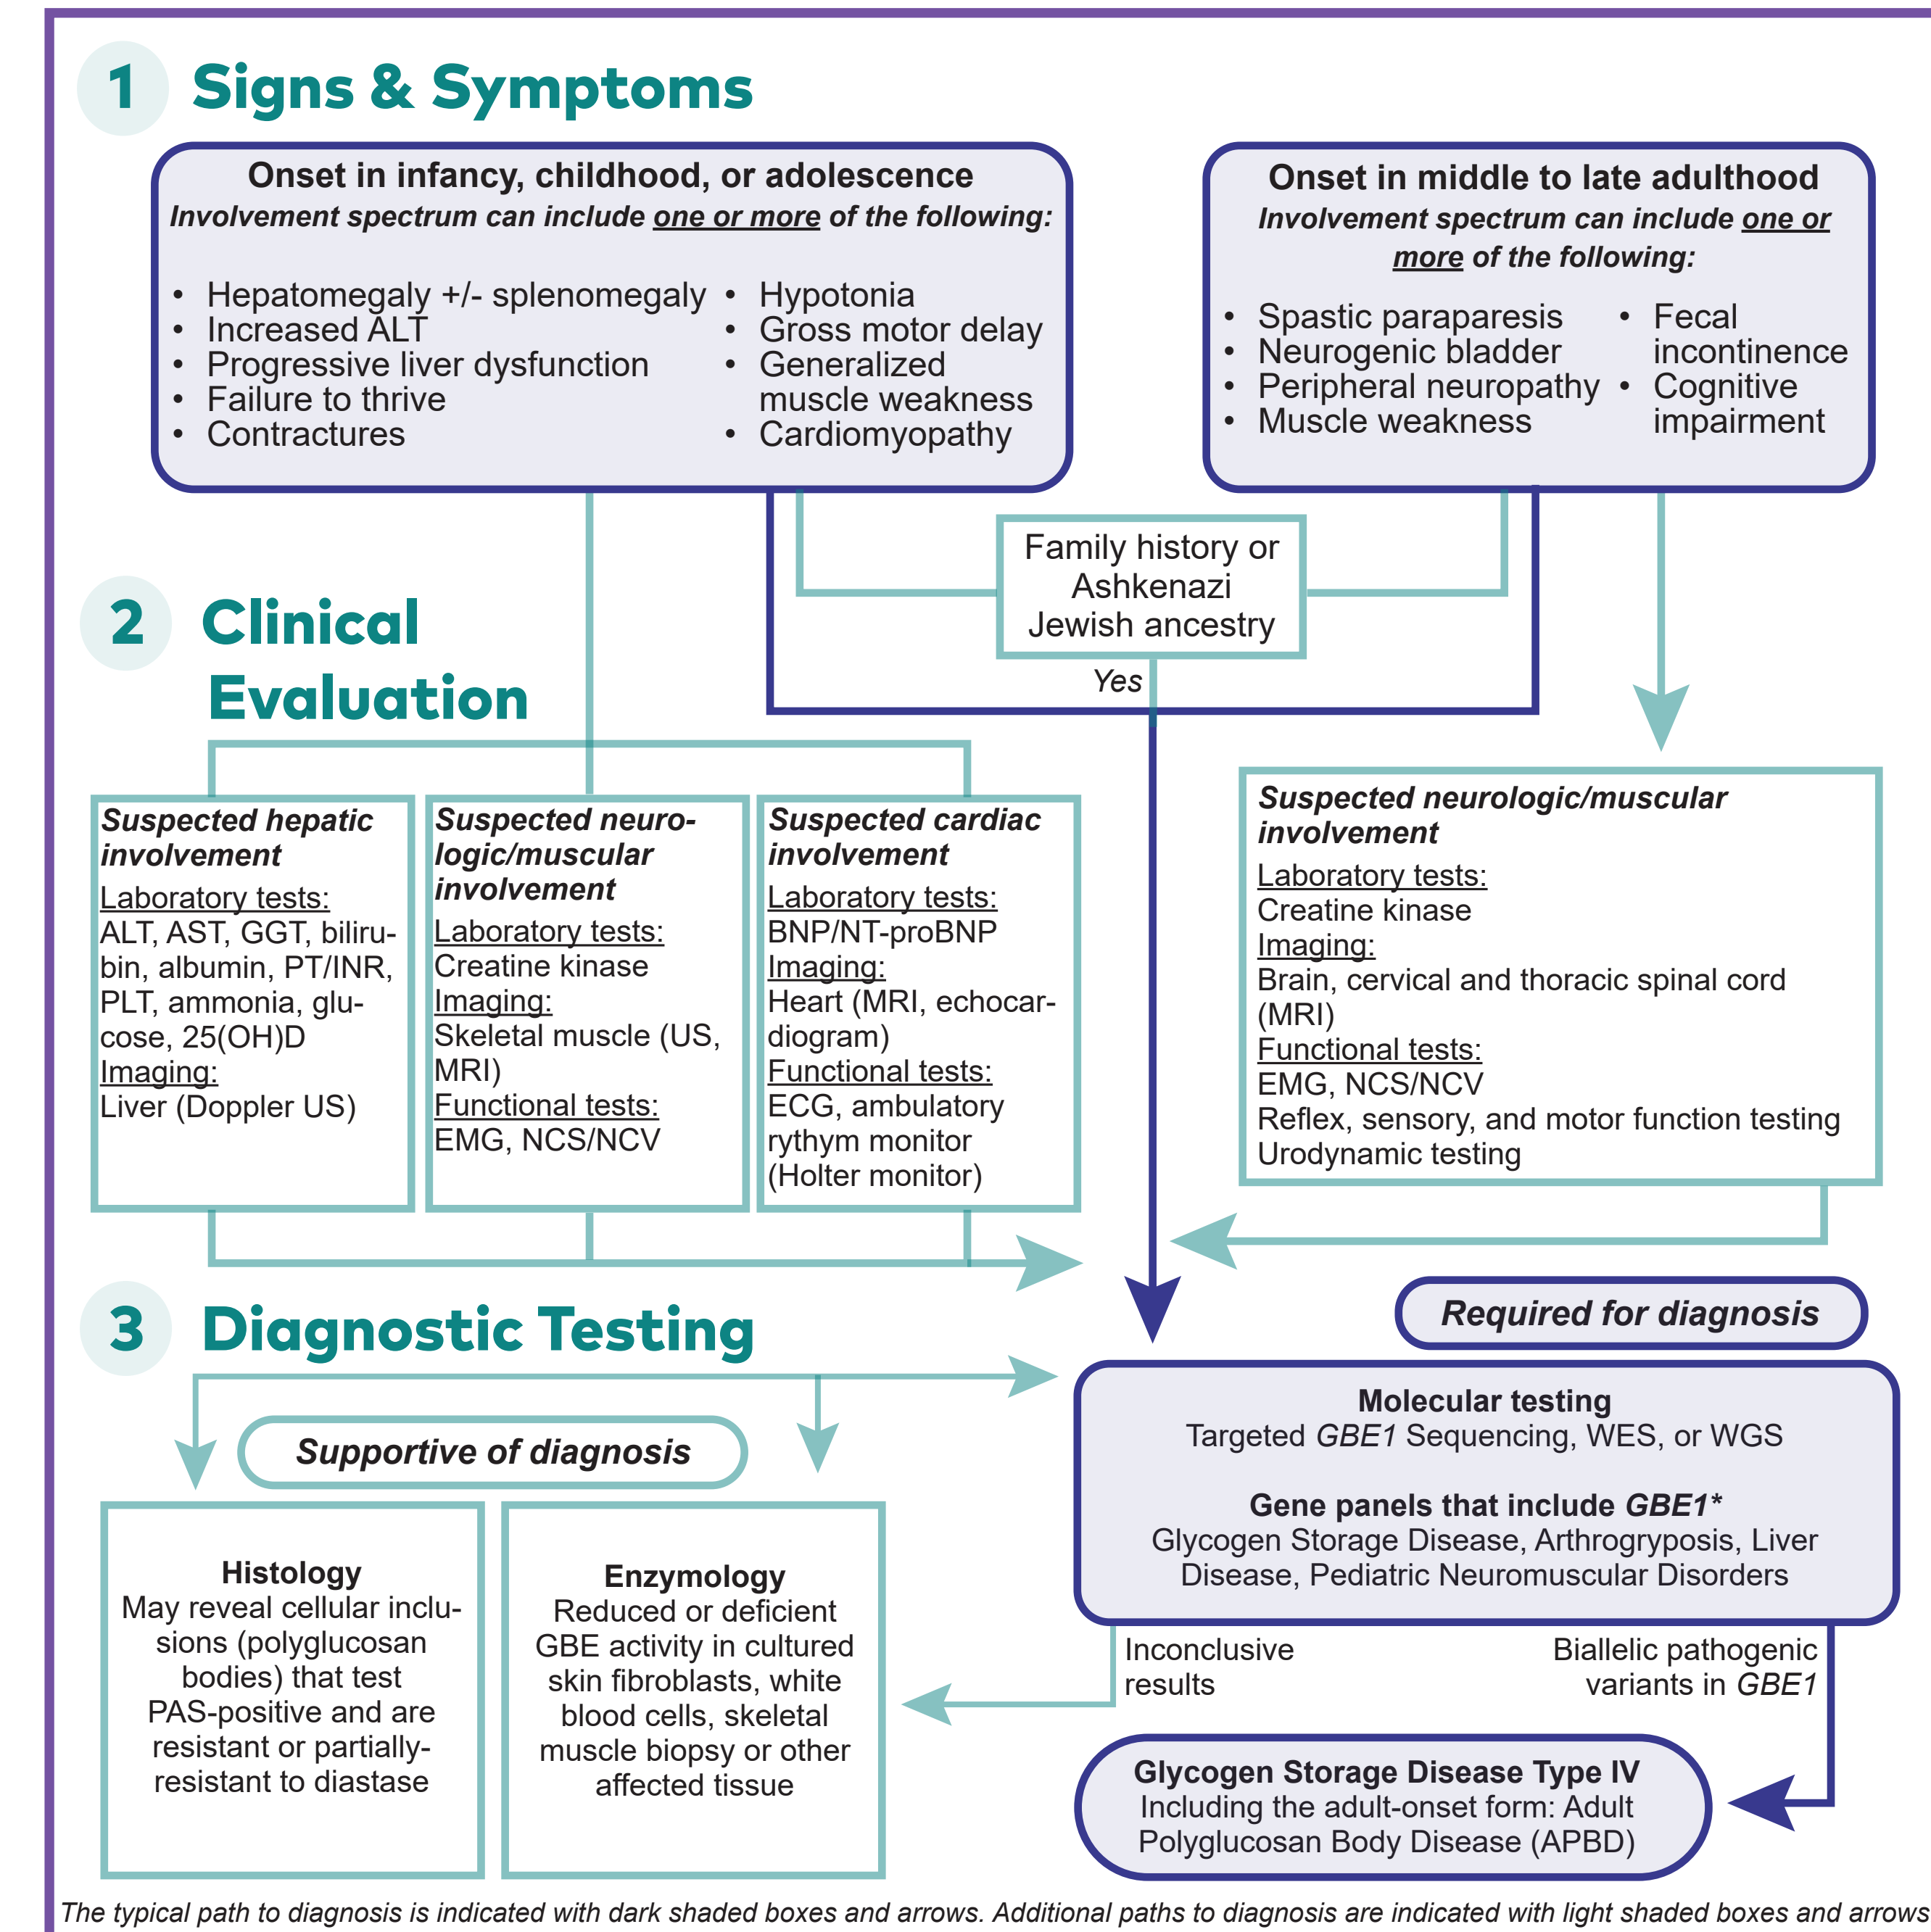 1 Signs & Symptoms
Onset in infancy, childhood, or adolescence
Involvement spectrum can include one or more of the following:
• Hepatomegaly +/- splenomegaly
• Increased ALT
• Progressive liver dysfunction
• Failure to thrive
• Contractures
• Hypotonia
• Gross motor delay
• Generalized
muscle weakness
• Cardiomyopathy
Onset in middle to late adulthood
Involvement spectrum can include one or
more of the following:
• Spastic paraparesis
• Neurogenic bladder
• Peripheral neuropathy
• Muscle weakness
• Fecal
incontinence
• Cognitive
impairment
Family history or
Ashkenazi
Jewish ancestry
Yes
2 Clinical
Evaluation
Suspected hepatic
involvement
Laboratory tests:
ALT, AST, GGT, biliru-
bin, albumin, PT/INR,
PLT, ammonia, glu-
cose, 25(OH)D
Imaging:
Liver (Doppler US)
Suspected neuro-
logic/muscular
involvement
Laboratory tests:
Creatine kinase
Imaging:
Skeletal muscle (US,
MRI)
Functional tests:
EMG, NCS/NCV
Suspected cardiac
involvement
Laboratory tests:
BNP/NT-proBNP
Imaging:
Heart (MRI, echocar-
diogram)
Functional tests:
ECG, ambulatory
rythym monitor
(Holter monitor)
Suspected neurologic/muscular
involvement
Laboratory tests:
Creatine kinase
Imaging:
Brain, cervical and thoracic spinal cord
(MRI)
Functional tests:
EMG, NCS/NCV
Reflex, sensory, and motor function testing
Urodynamic testing
3 Diagnostic Testing
Supportive of diagnosis
Histology
May reveal cellular inclu-
sions (polyglucosan
bodies) that test
PAS-positive and are
resistant or partially-
resistant to diastase
Enzymology
Reduced or deficient
GBE activity in cultured
skin fibroblasts, white
blood cells, skeletal
muscle biopsy or other
affected tissue
Required for diagnosis
Molecular testing
Targeted GBE1 Sequencing, WES, or WGS
Gene panels that include GBE1*
Glycogen Storage Disease, Arthrogryposis, Liver
Disease, Pediatric Neuromuscular Disorders
Inconclusive
results
Biallelic pathogenic
variants in GBE1
Glycogen Storage Disease Type IV
Including the adult-onset form: Adult
Polyglucosan Body Disease (APBD)
The typical path to diagnosis is indicated with dark shaded boxes and arrows. Additional paths to diagnosis are indicated with light shaded boxes and arrows